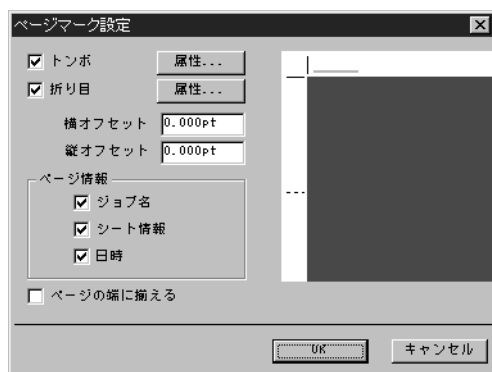 ページマーク設定
トンボ 属性...
折り目 属性...
横オフセット 0.000pt
縦オフセット 0.000pt
ページ情報
ジョブ名
シート情報
日時
ページの端に揃える
OK キャンセル